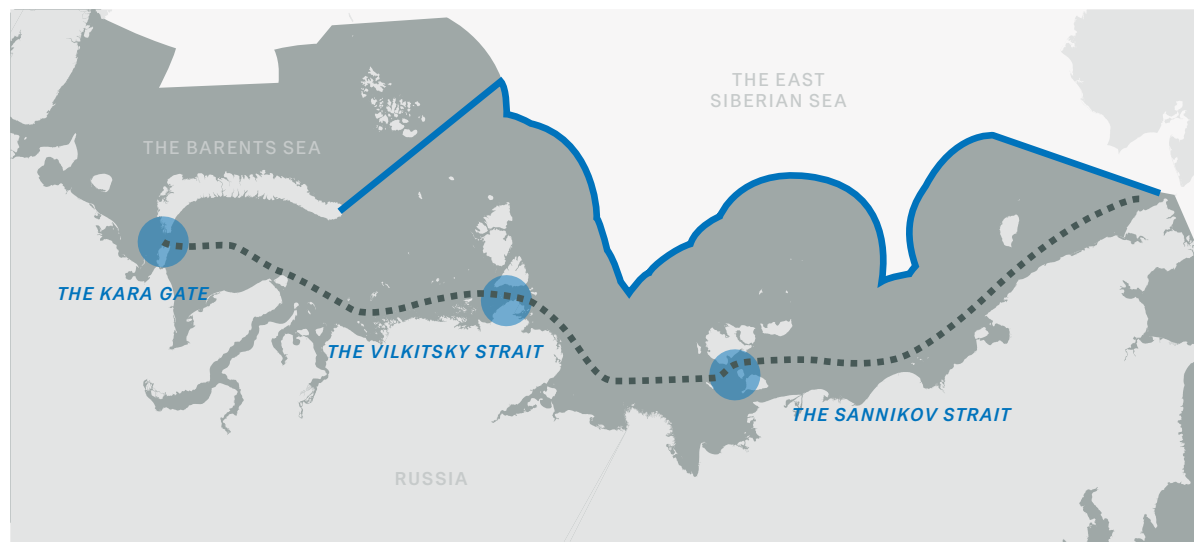 THE EAST
SIBERIAN SEA
THE BARENTS SEA
THE KARA GATE
THE VILKITSKY STRAIT
THE SANNIKOV STRAIT
RUSSIA